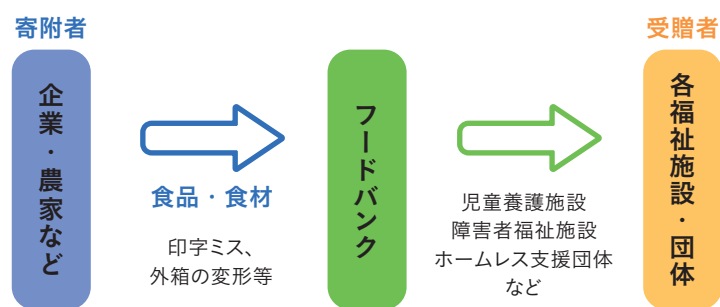 寄附者
企業・農家など
食品・食材
印字ミス、
外箱の変形等
フードバンク
児童養護施設
障害者福祉施設
ホームレス支援団体
など
受贈者
各福祉施設・団体